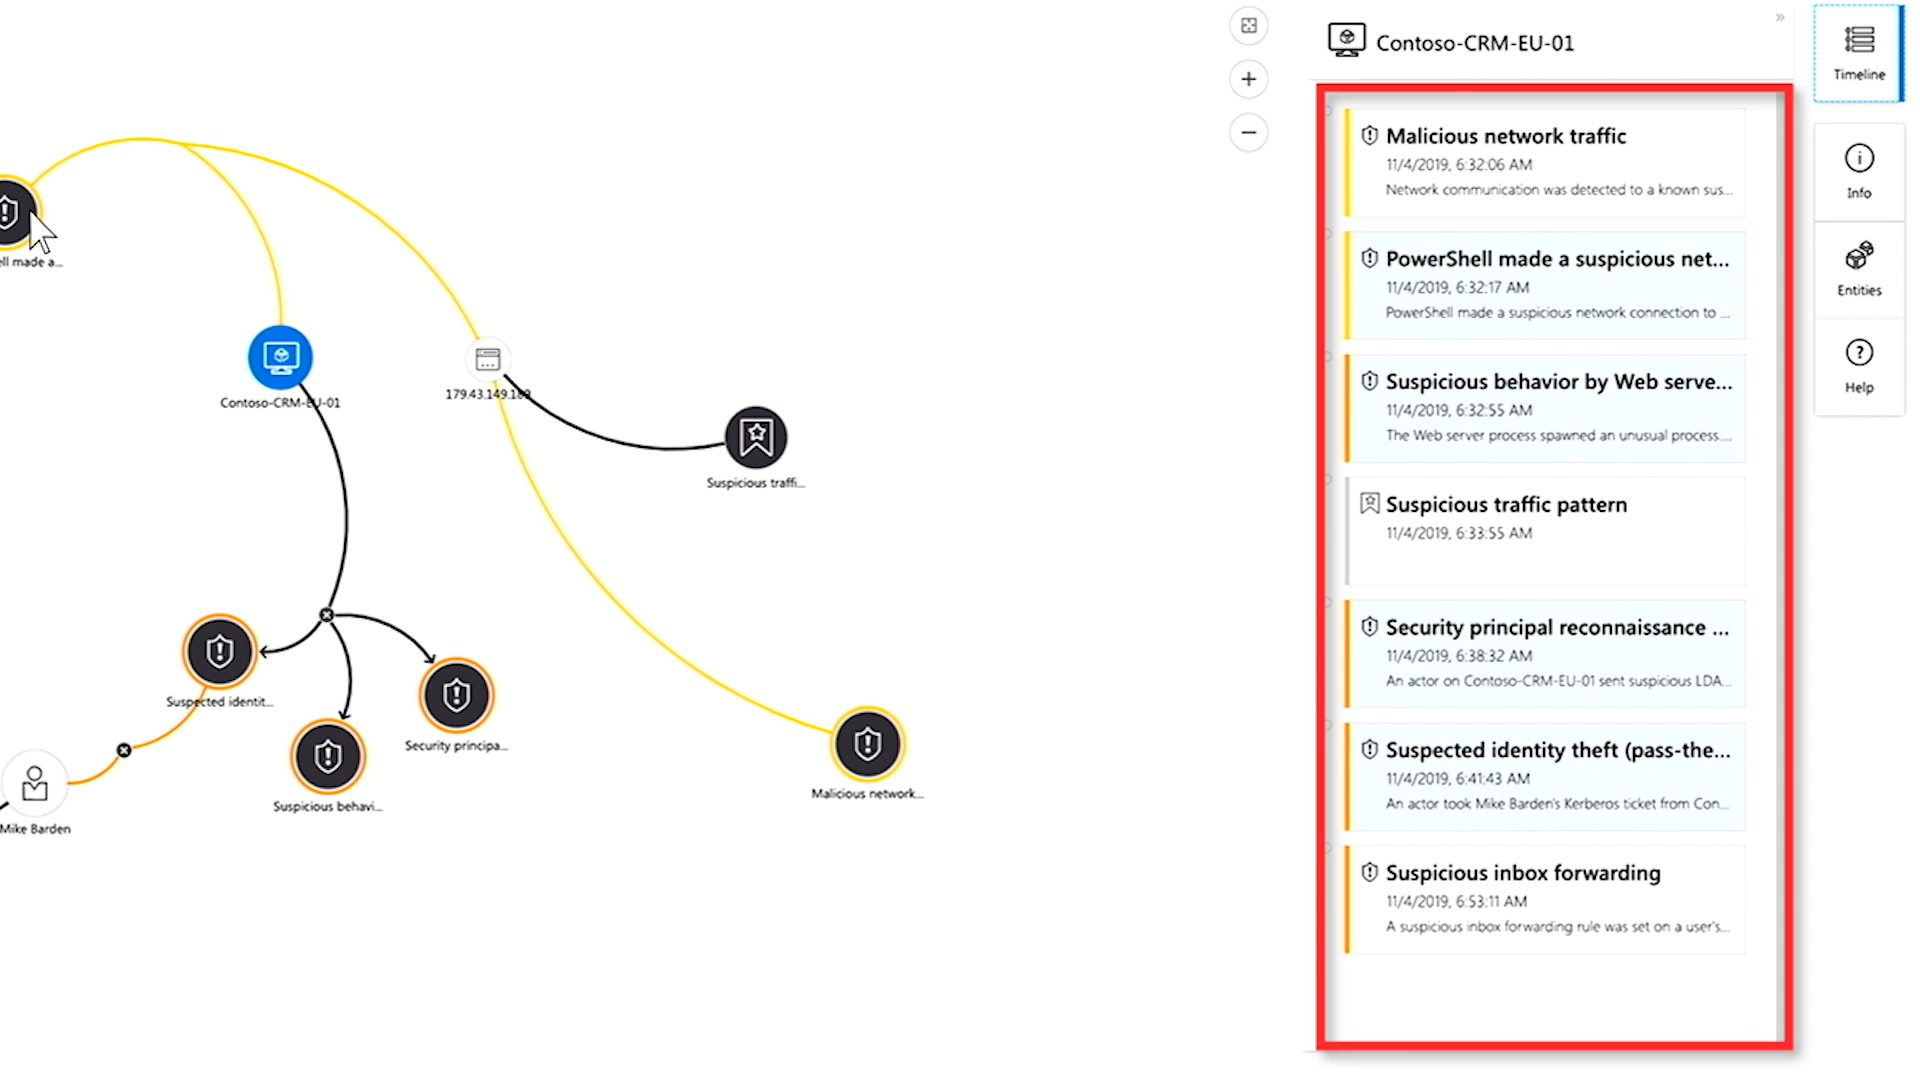 ell made a...
Contoso-CRM-EU-01
179.43.149.1
Suspicious traffi...
Suspected identit...
Security principa...
Suspicious behavi...
Mike Barden
Malicious network...
Contoso-CRM-EU-01
»
Malicious network traffic
11/4/2019, 6:32:06 AM
Network communication was detected to a known sus...
PowerShell made a suspicious net...
11/4/2019, 6:32:17 AM
PowerShell made a suspicious network connection to ...
Suspicious behavior by Web serve...
11/4/2019, 6:32:55 AM
The Web server process spawned an unusual process....
Suspicious traffic pattern
11/4/2019, 6:33:55 AM
Security principal reconnaissance ...
11/4/2019, 6:38:32 AM
An actor on Contoso-CRM-EU-01 sent suspicious LDA...
Suspected identity theft (pass-the...
11/4/2019, 6:41:43 AM
An actor took Mike Barden's Kerberos ticket from Con...
Suspicious inbox forwarding
11/4/2019, 6:53:11 AM
A suspicious inbox forwarding rule was set on a user's...
Timeline
Info
Entities
Help